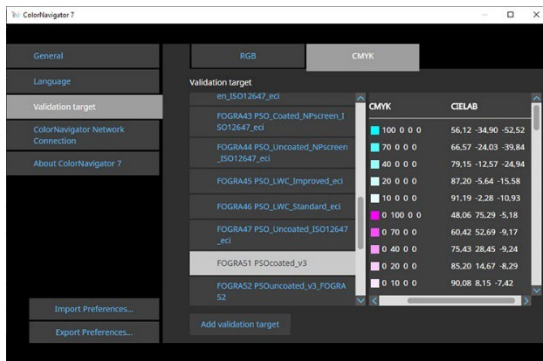 ColorNavigator 7
General
Language
Validation target
ColorNavigator Network
Connection
About ColorNavigator 7
Import Preferences...
Export Preferences...
RGB
CMYK
Validation target
en_ISO12647_eci
FOGRA43 PSO_Coated_NPscreen_I
SO12647_eci
FOGRA44 PSO_Uncoated_NPscreen
_ISO12647_eci
FOGRA45 PSO_LWC_Improved_eci
FOGRA46 PSO_LWC_Standard_eci
FOGRA47 PSO_Uncoated_ISO12647
_eci
FOGRA51 PSOcoated_v3
FOGRA52 PSOuncoated_v3_FOGRA
52
Add validation target
CMYK CIELAB
100 0 0 0 56,12 -34,90 -52,52
70 0 0 0 66,57 -24,03 -39,84
40 0 0 0 79,15 -12,57 -24,94
20 0 0 0 87,20 -5,64 -15,58
10 0 0 0 91,19 -2,28 -10,93
0 100 0 0 48,06 75,29 -5,18
0 70 0 0 60,42 52,69 -9,17
0 40 0 0 75,43 28,45 -9,24
0 20 0 0 85,20 14,67 -8,29
0 10 0 0 90,08 8,15 -7,42